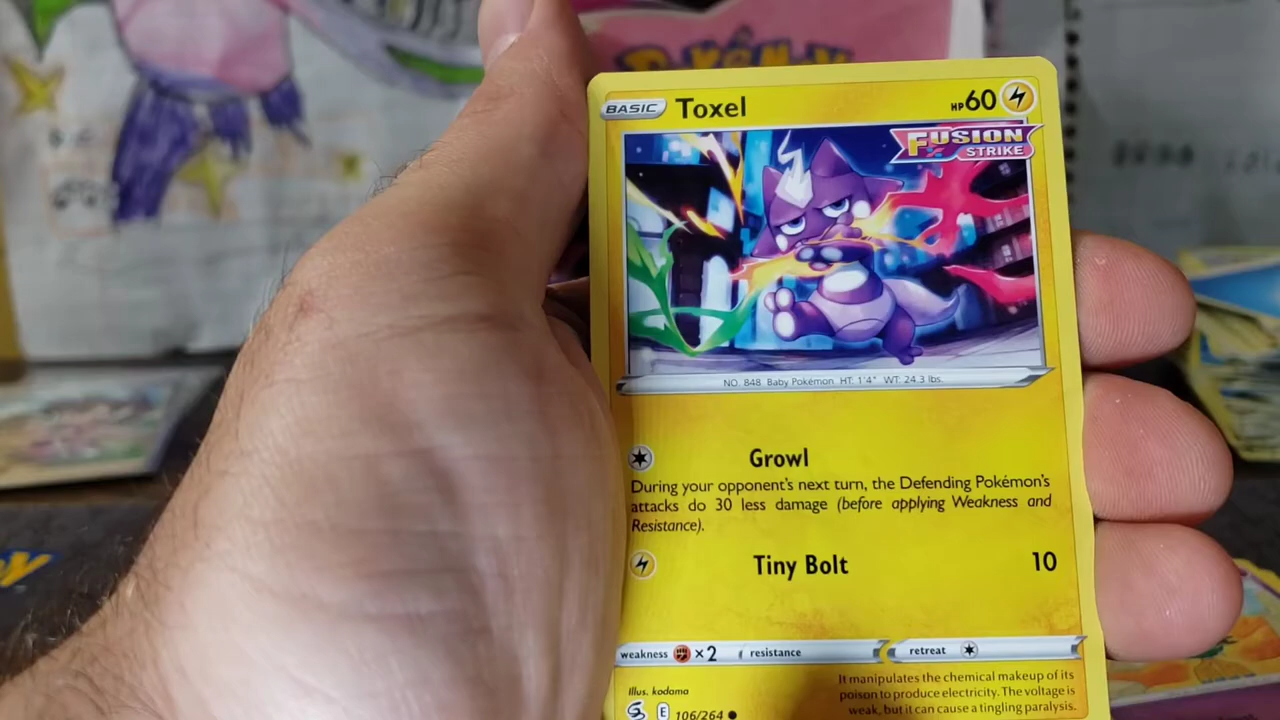 POKéMON
BASIC Toxel HP 60
FUSION
STRIKE
NO. 848 Baby Pokémon HT: 1'4" WT: 24.3 lbs.
Growl
During your opponent's next turn, the Defending Pokémon's
attacks do 30 less damage (before applying Weakness and
Resistance).
Tiny Bolt 10
weakness ×2 resistance retreat
It manipulates the chemical makeup of its
poison to produce electricity. The voltage is
weak, but it can cause a tingling paralysis.
Illus. kodama
E 106/264 ●